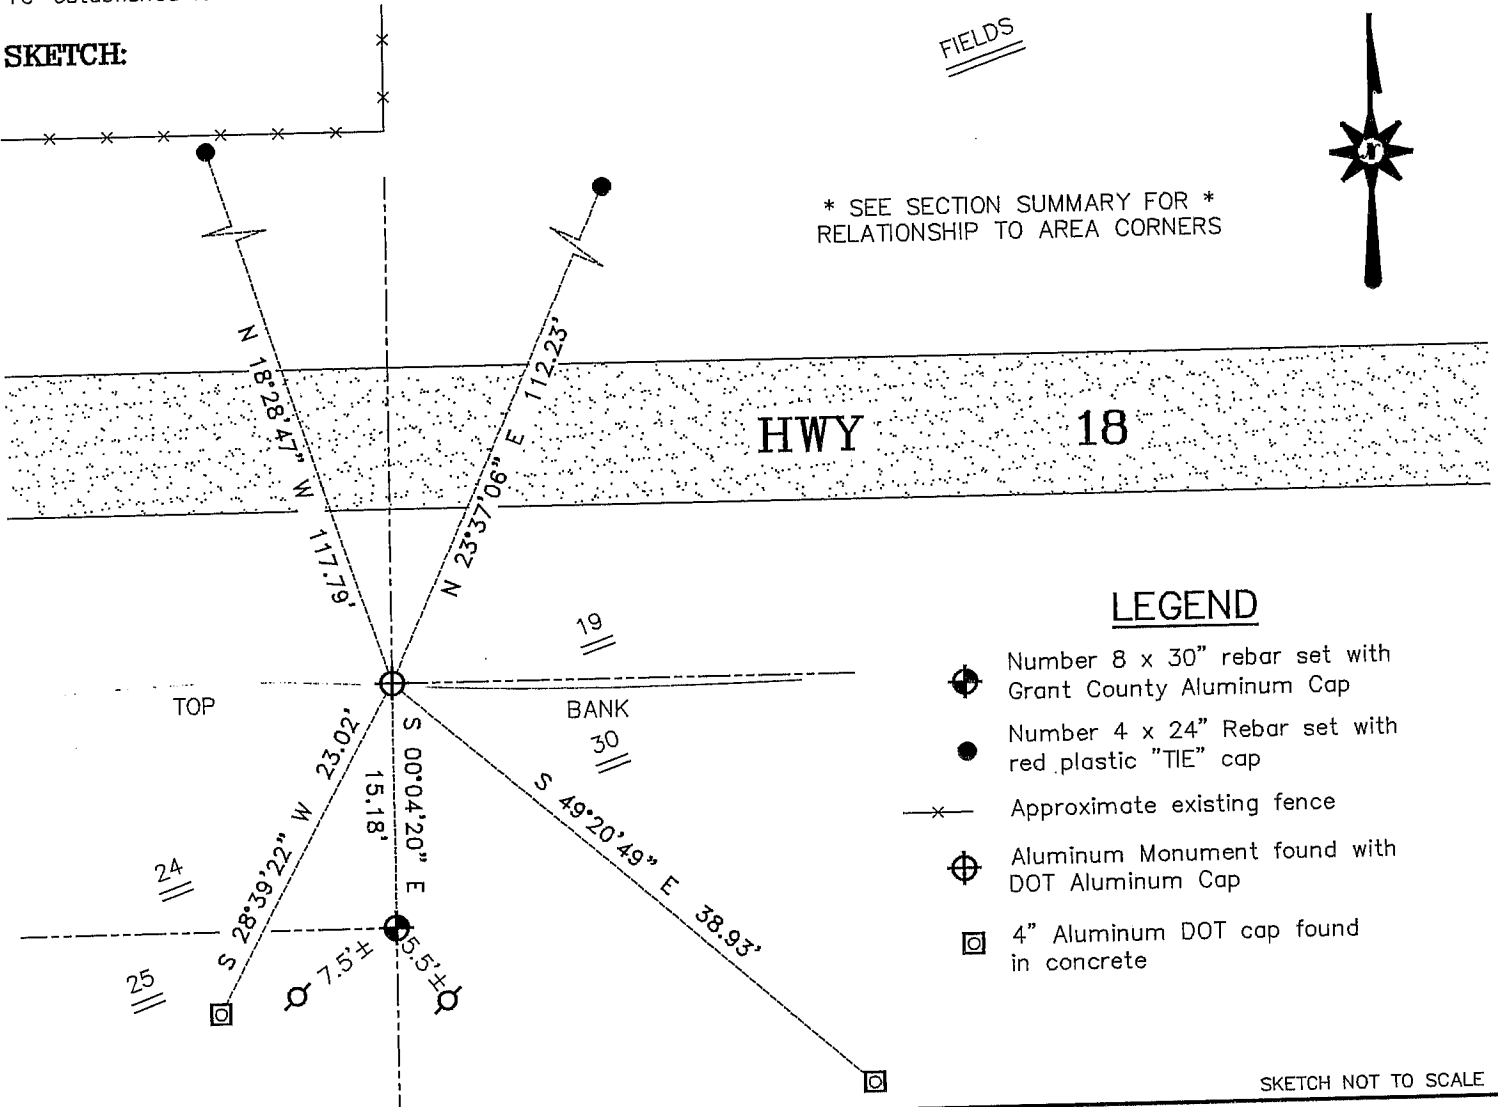 SKETCH:
FIELDS
N
* SEE SECTION SUMMARY FOR *
RELATIONSHIP TO AREA CORNERS
N 18°28'47" W 117.79'
N 23°37'06" E 112.23'
HWY 18
19
TOP
BANK
30
S 28°39'22" W 23.02'
S 00°04'20" E
15.18'
S 49°20'49" E 38.93'
24
25
7.5'±
5.5'±
LEGEND
Number 8 x 30" rebar set with
Grant County Aluminum Cap
Number 4 x 24" Rebar set with
red plastic "TIE" cap
Approximate existing fence
Aluminum Monument found with
DOT Aluminum Cap
4" Aluminum DOT cap found
in concrete
SKETCH NOT TO SCALE